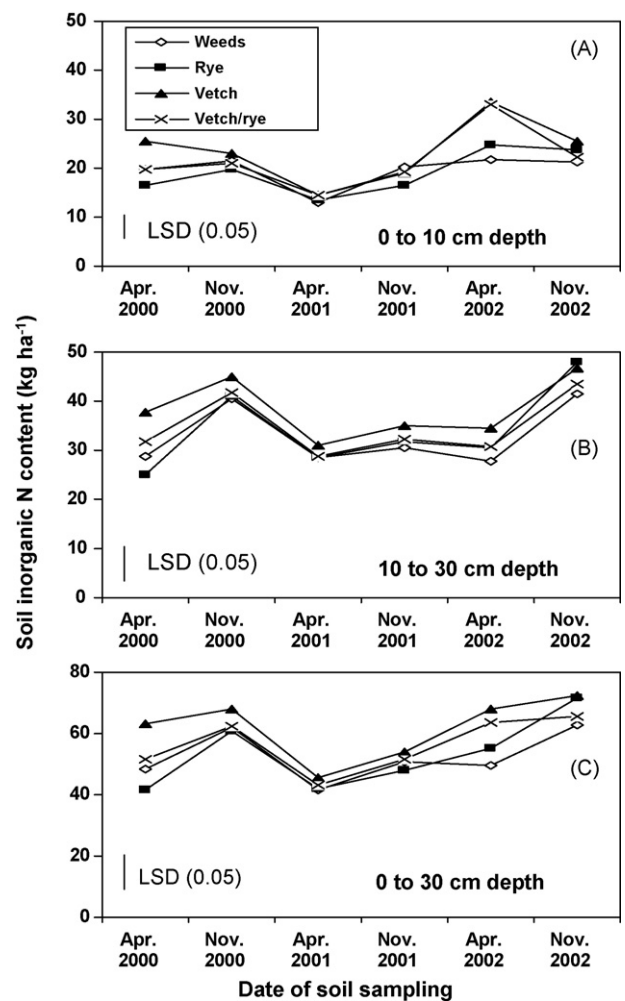 Soil inorganic N content (kg ha⁻¹)
50
40
30
20
10
0
Weeds
Rye
Vetch
Vetch/rye
(A)
LSD (0.05)
0 to 10 cm depth
Apr. Nov. Apr. Nov. Apr. Nov.
2000 2000 2001 2001 2002 2002
50
40
30
20
10
0
(B)
LSD (0.05)
10 to 30 cm depth
Apr. Nov. Apr. Nov. Apr. Nov.
2000 2000 2001 2001 2002 2002
80
60
40
20
0
(C)
LSD (0.05)
0 to 30 cm depth
Apr. Nov. Apr. Nov. Apr. Nov.
2000 2000 2001 2001 2002 2002
Date of soil sampling